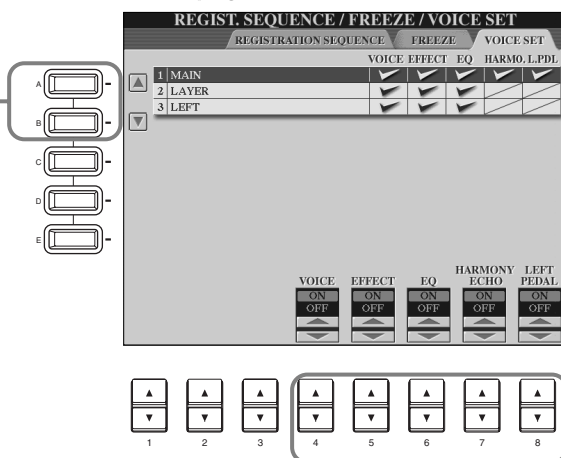 REGIST. SEQUENCE / FREEZE / VOICE SET
REGISTRATION SEQUENCE FREEZE VOICE SET
VOICE EFFECT EQ HARMO. L.PDL
1 MAIN
2 LAYER
3 LEFT
A
B
C
D
E
VOICE EFFECT EQ HARMONY ECHO LEFT PEDAL
ON ON ON ON ON
OFF OFF OFF OFF OFF
1 2 3 4 5 6 7 8